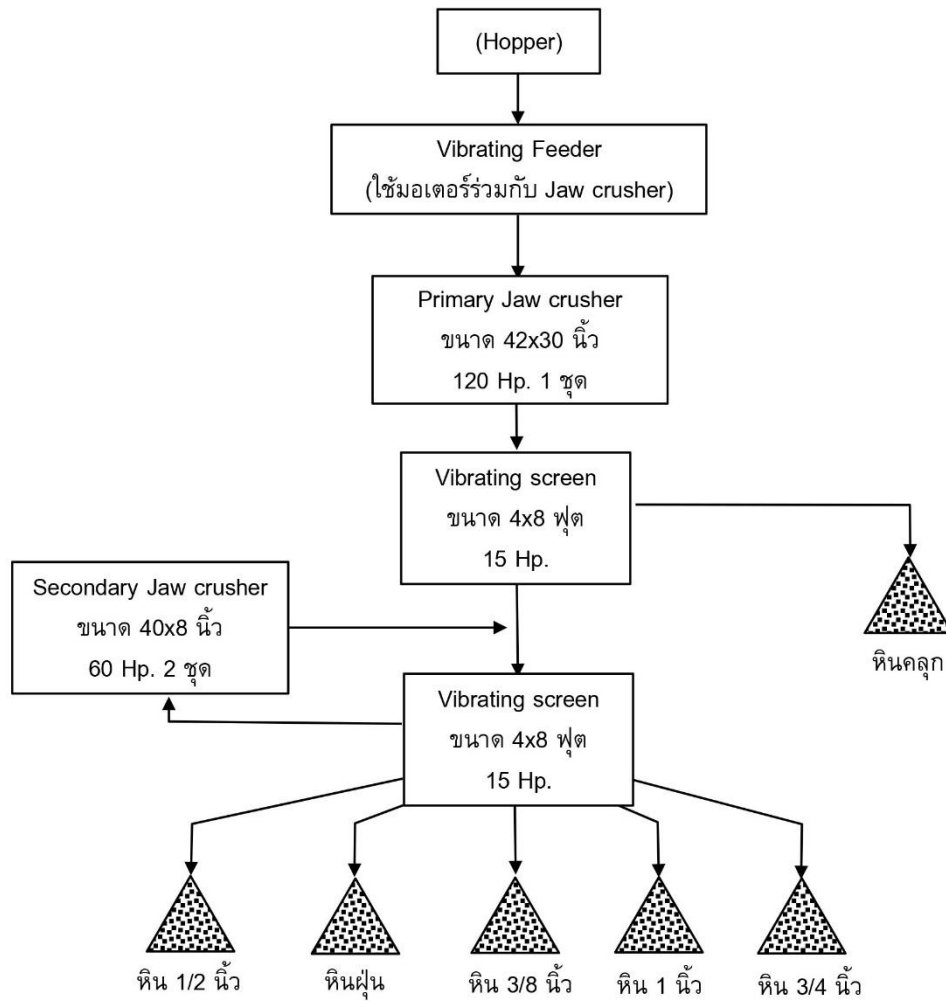 (Hopper)
Vibrating Feeder
(ใช้มอเตอร์ร่วมกับ Jaw crusher)
Primary Jaw crusher
ขนาด 42x30 นิ้ว
120 Hp. 1 ชุด
Vibrating screen
ขนาด 4x8 ฟุต
15 Hp.
หินคลุก
Secondary Jaw crusher
ขนาด 40x8 นิ้ว
60 Hp. 2 ชุด
Vibrating screen
ขนาด 4x8 ฟุต
15 Hp.
หิน 1/2 นิ้ว
หินฝุ่น
หิน 3/8 นิ้ว
หิน 1 นิ้ว
หิน 3/4 นิ้ว